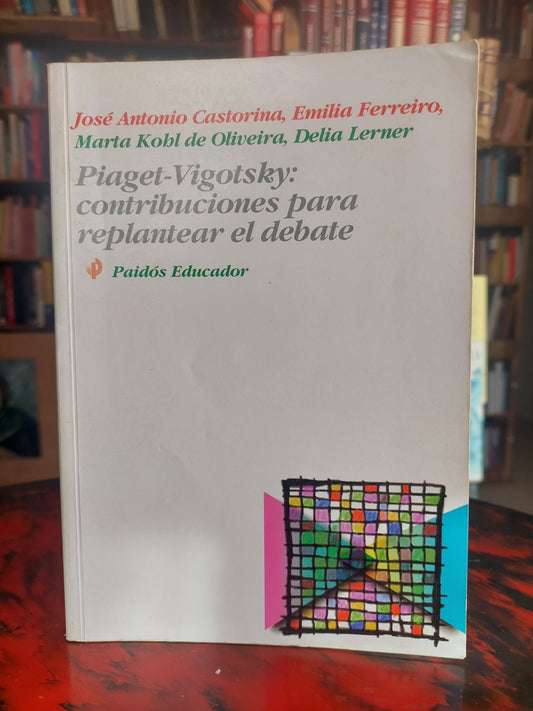 José Antonio Castorina, Emilia Ferreiro,
Marta Kohl de Oliveira, Delia Lerner
Piaget-Vigotsky:
contribuciones para
replantear el debate
Paidós Educador